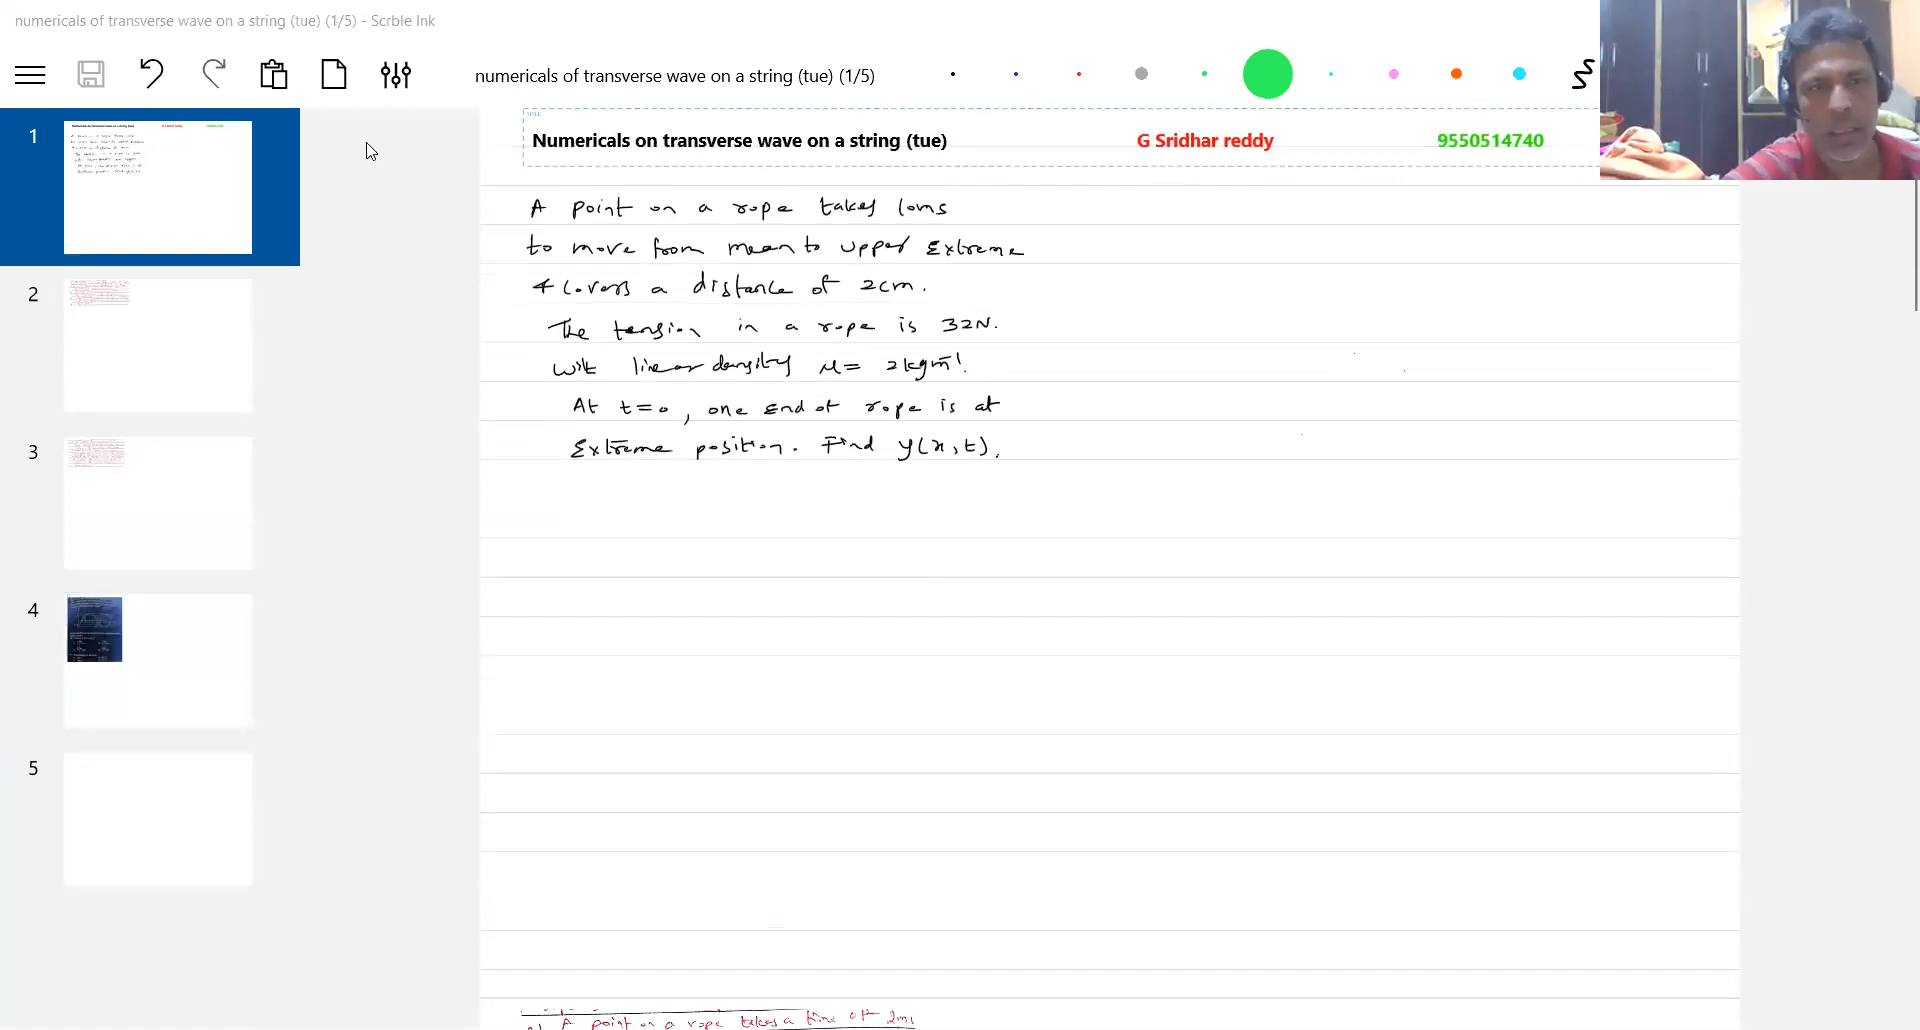 numericals of transverse wave on a string (tue) (1/5) - Scrble Ink
numericals of transverse wave on a string (tue) (1/5)
TITLE
Numericals on transverse wave on a string (tue) G Sridhar reddy 9550514740
A point on a rope takes 10ms
to move from mean to upper Extreme
& covers a distance of 2cm.
The tension in a rope is 32N.
with linear density μ = 2kgm⁻¹.
At t=0, one end of rope is at
Extreme position. Find y(x,t).
A point on a rope takes a time of 2ms
1
2
3
4
5